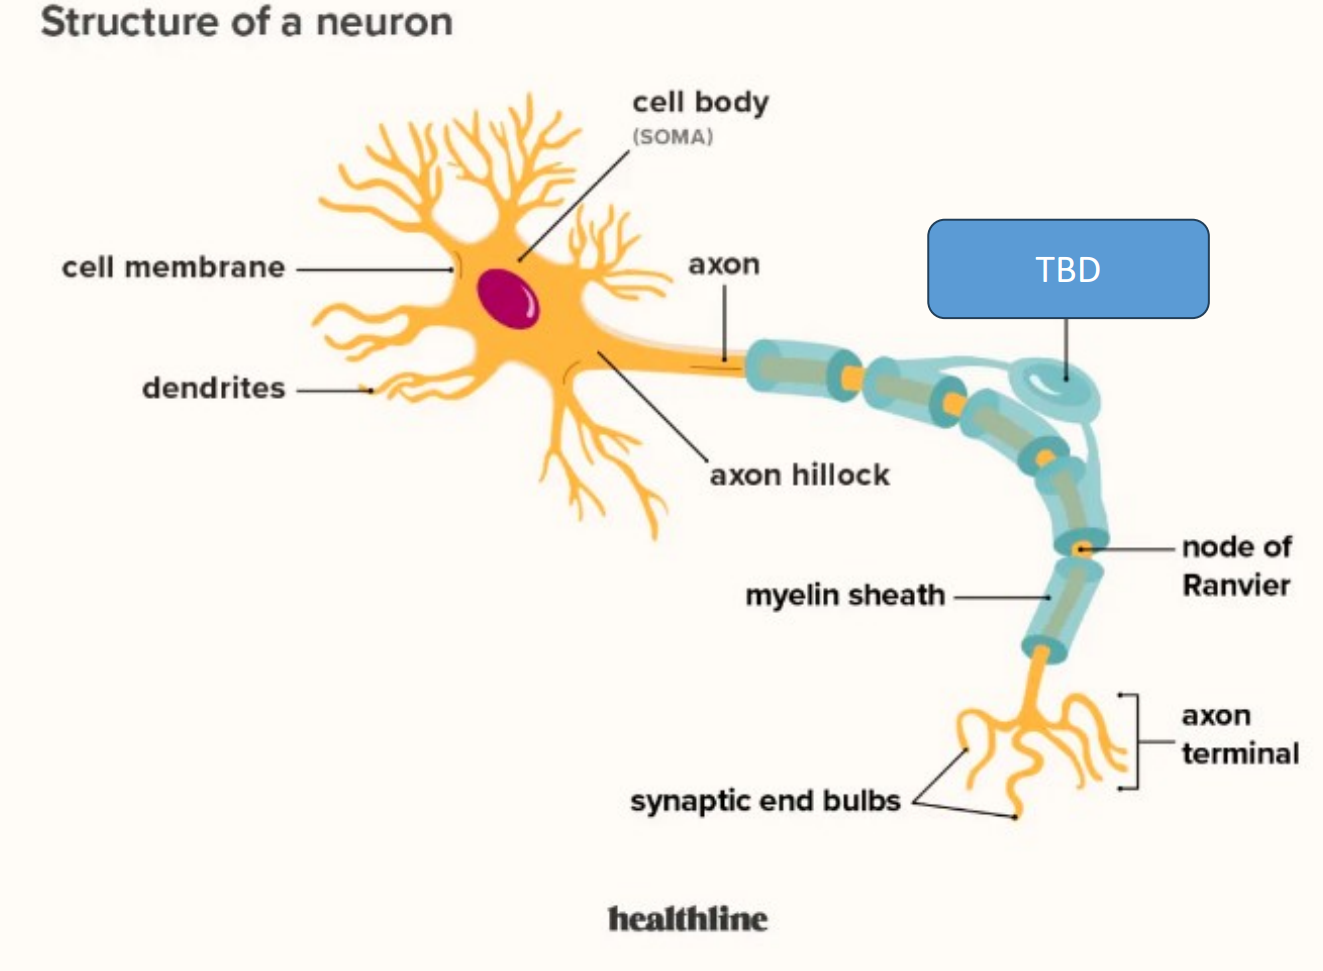 Structure of a neuron
cell body
(SOMA)
cell membrane
axon
TBD
dendrites
axon hillock
node of
Ranvier
myelin sheath
axon
terminal
synaptic end bulbs
healthline